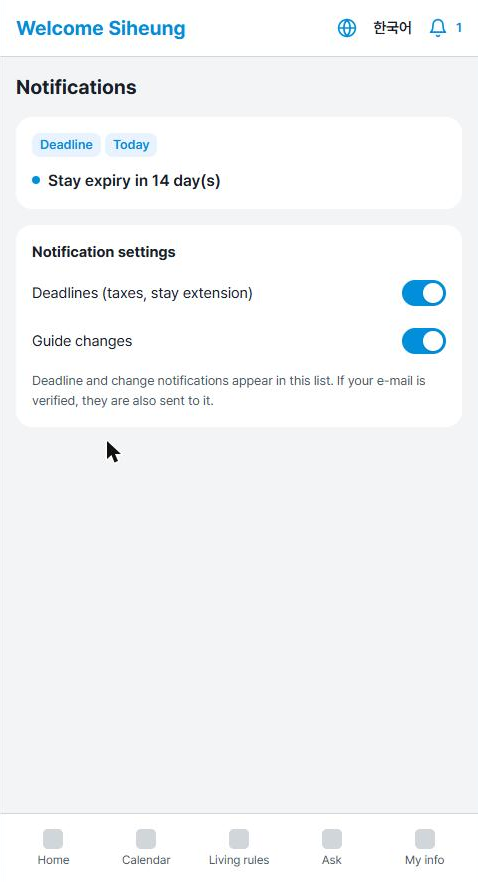 Welcome Siheung
한국어
1
Notifications
Deadline Today
Stay expiry in 14 day(s)
Notification settings
Deadlines (taxes, stay extension)
Guide changes
Deadline and change notifications appear in this list. If your e-mail is
verified, they are also sent to it.
Home
Calendar
Living rules
Ask
My info